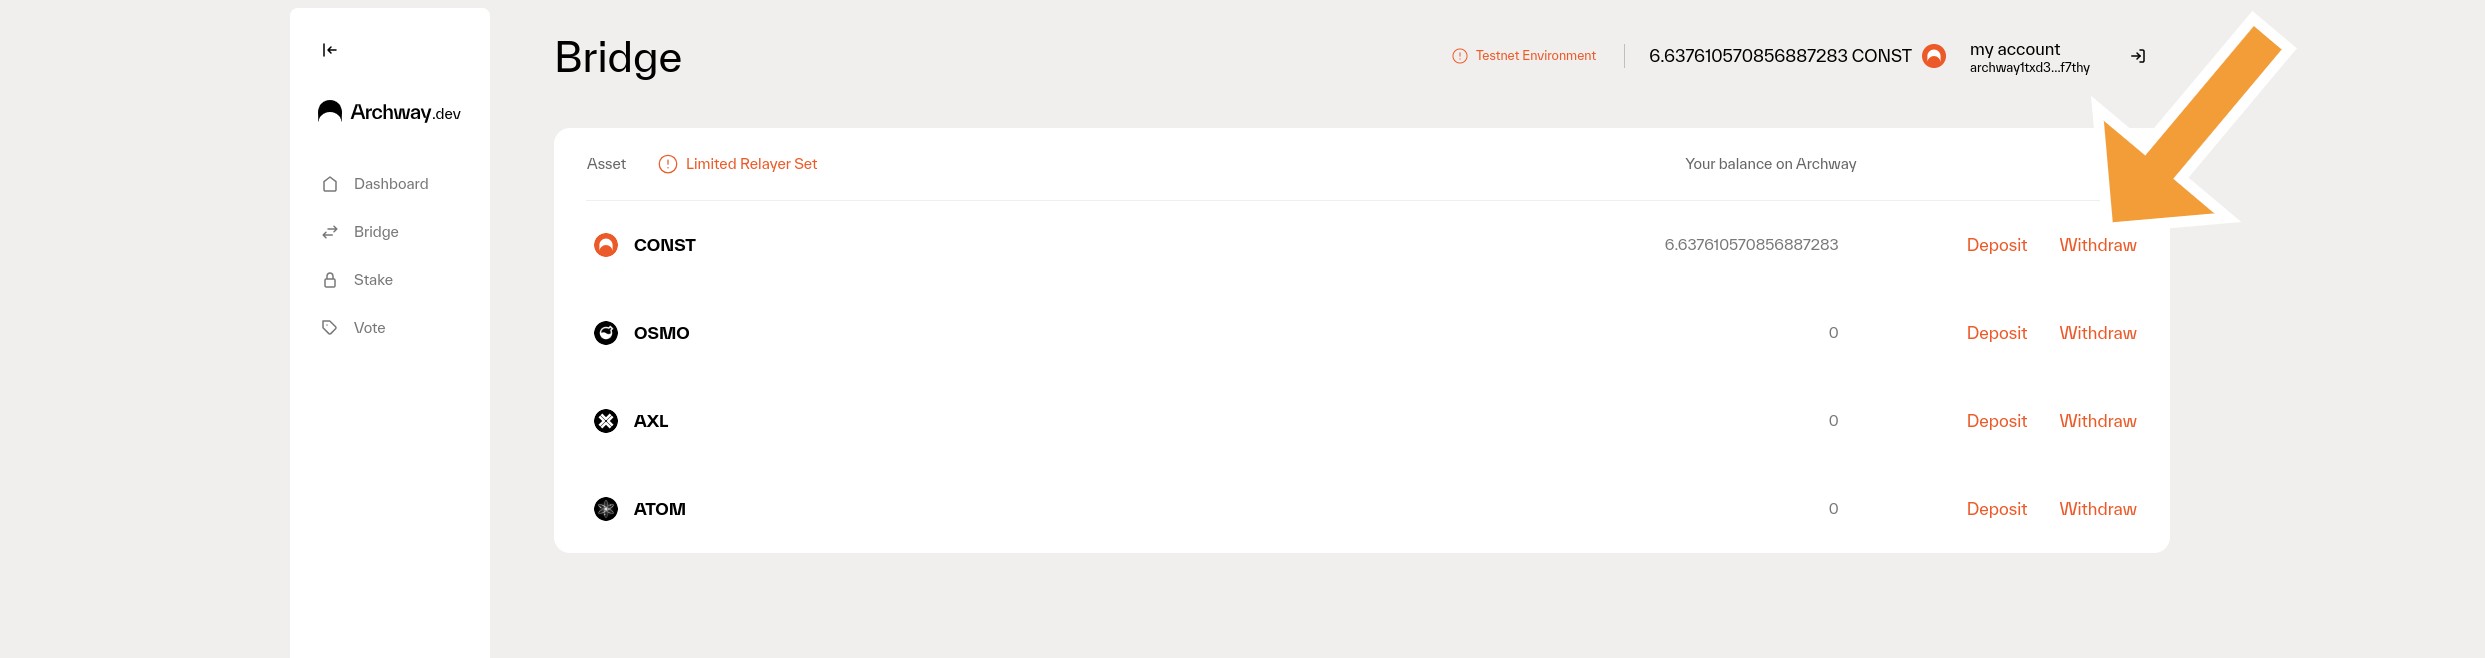 Bridge
Testnet Environment
6.637610570856887283 CONST
my account
archway1txd3...f7thy
Archway.dev
Dashboard
Bridge
Stake
Vote
Asset
Limited Relayer Set
Your balance on Archway
CONST 6.637610570856887283 Deposit Withdraw
OSMO 0 Deposit Withdraw
AXL 0 Deposit Withdraw
ATOM 0 Deposit Withdraw